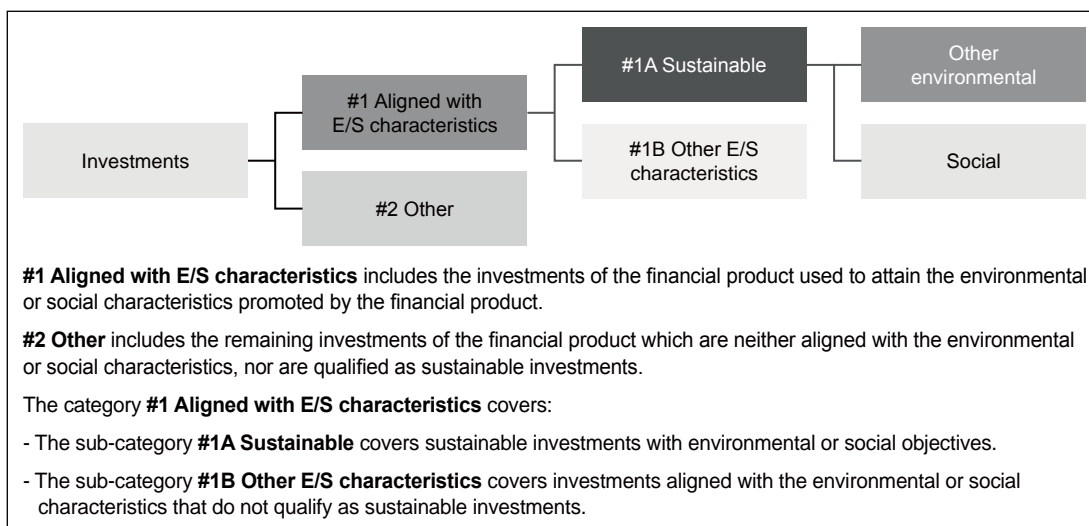 #1A Sustainable
Other
environmental
#1 Aligned with
E/S characteristics
Investments
#1B Other E/S
characteristics
Social
#2 Other
#1 Aligned with E/S characteristics includes the investments of the financial product used to attain the environmental
or social characteristics promoted by the financial product.
#2 Other includes the remaining investments of the financial product which are neither aligned with the environmental
or social characteristics, nor are qualified as sustainable investments.
The category #1 Aligned with E/S characteristics covers:
- The sub-category #1A Sustainable covers sustainable investments with environmental or social objectives.
- The sub-category #1B Other E/S characteristics covers investments aligned with the environmental or social
characteristics that do not qualify as sustainable investments.